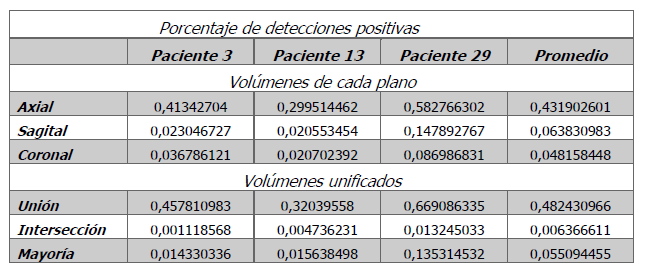 Porcentaje de detecciones positivas
Paciente 3 Paciente 13 Paciente 29 Promedio
Volúmenes de cada plano
Axial 0,41342704 0,299514462 0,582766302 0,431902601
Sagital 0,023046727 0,020553454 0,147892767 0,063830983
Coronal 0,036786121 0,020702392 0,086986831 0,048158448
Volúmenes unificados
Unión 0,457810983 0,32039558 0,669086335 0,482430966
Intersección 0,001118568 0,004736231 0,013245033 0,006366611
Mayoría 0,014330336 0,015638498 0,135314532 0,055094455